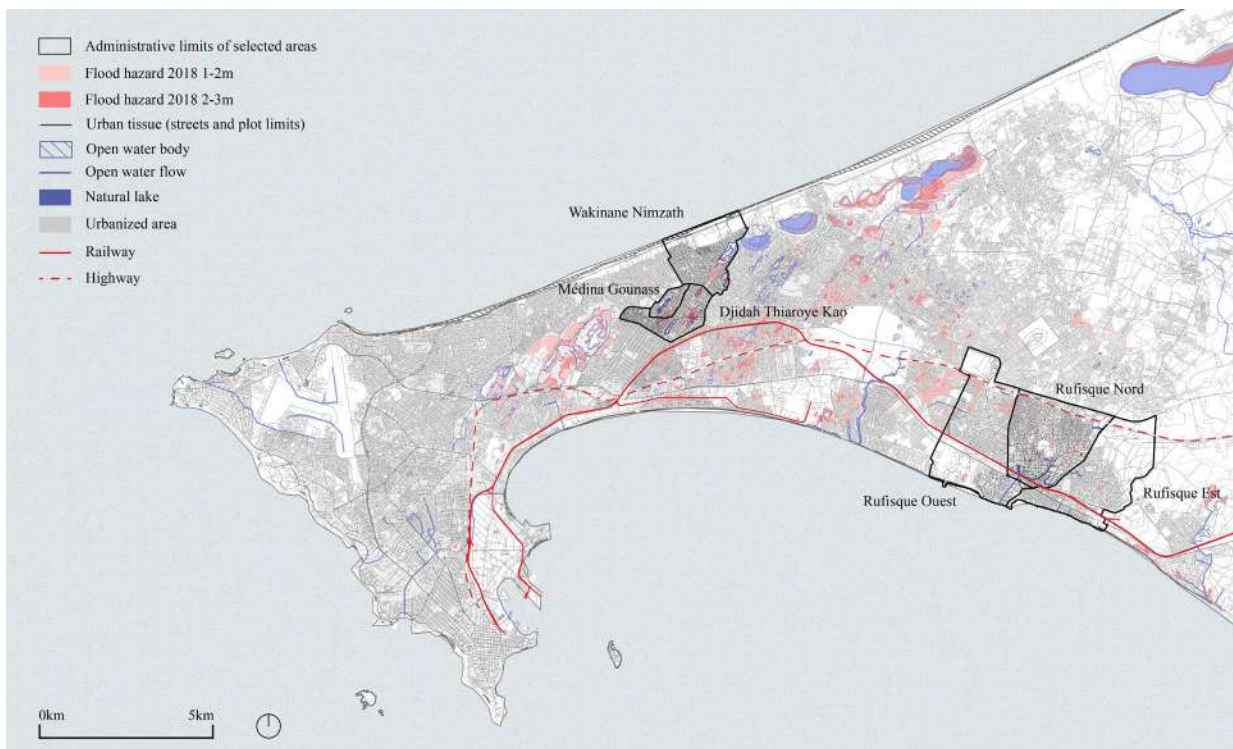 Administrative limits of selected areas
Flood hazard 2018 1-2m
Flood hazard 2018 2-3m
Urban tissue (streets and plot limits)
Open water body
Open water flow
Natural lake
Urbanized area
Railway
Highway
Wakinane Nimzath
Médina Gounass
Djidah Thiaroye Kao
Rufisque Nord
Rufisque Ouest
Rufisque Est
0km
5km